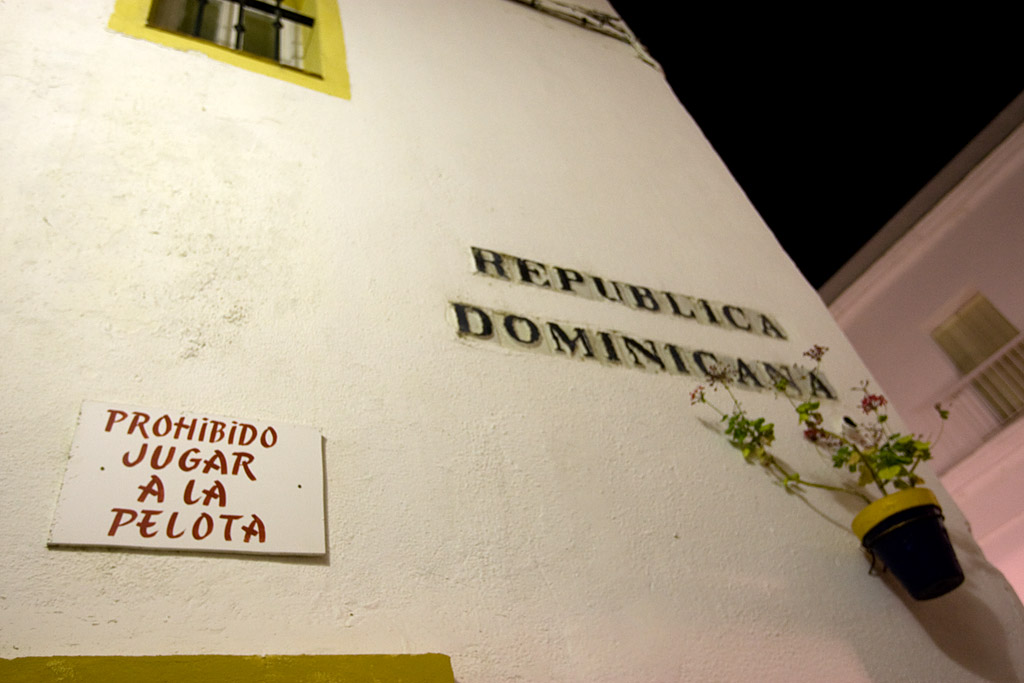 REPUBLICA
DOMINICANA
PROHIBIDO
JUGAR
A LA
PELOTA